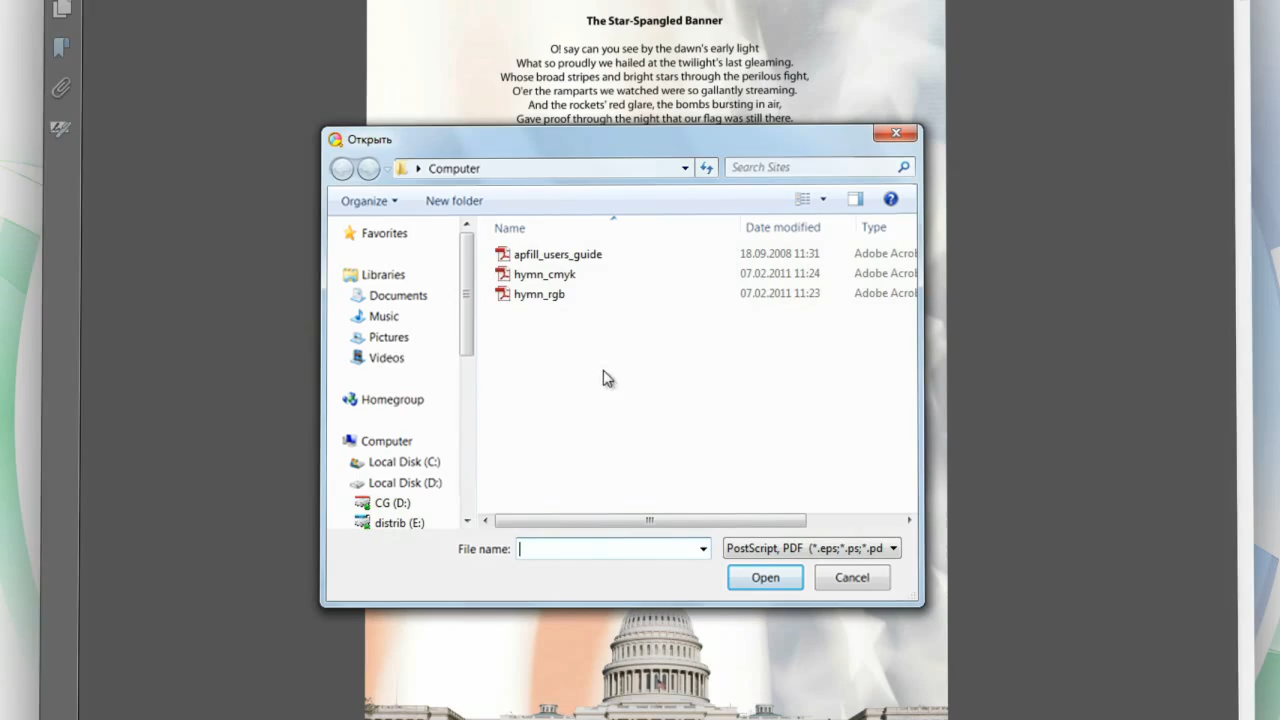 The Star-Spangled Banner
O! say can you see by the dawn's early light
What so proudly we hailed at the twilight's last gleaming.
Whose broad stripes and bright stars through the perilous fight,
O'er the ramparts we watched were so gallantly streaming.
And the rockets' red glare, the bombs bursting in air,
Gave proof through the night that our flag was still there.
Открыть
Computer
Search Sites
Organize
New folder
Name
Date modified
Type
Favorites
apfill_users_guide
18.09.2008 11:31
Adobe Acro
hymn_cmyk
07.02.2011 11:24
Adobe Acro
hymn_rgb
07.02.2011 11:23
Adobe Acro
Libraries
Documents
Music
Pictures
Videos
Homegroup
Computer
Local Disk (C:)
Local Disk (D:)
CG (D:)
distrib (E:)
File name:
PostScript, PDF (*.eps;*.ps;*.pd
Open
Cancel